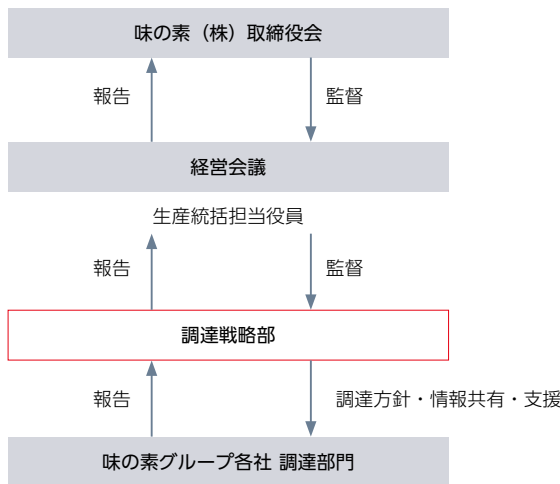 味の素（株）取締役会
報告
監督
経営会議
生産統括担当役員
報告
監督
調達戦略部
報告
調達方針・情報共有・支援
味の素グループ各社 調達部門